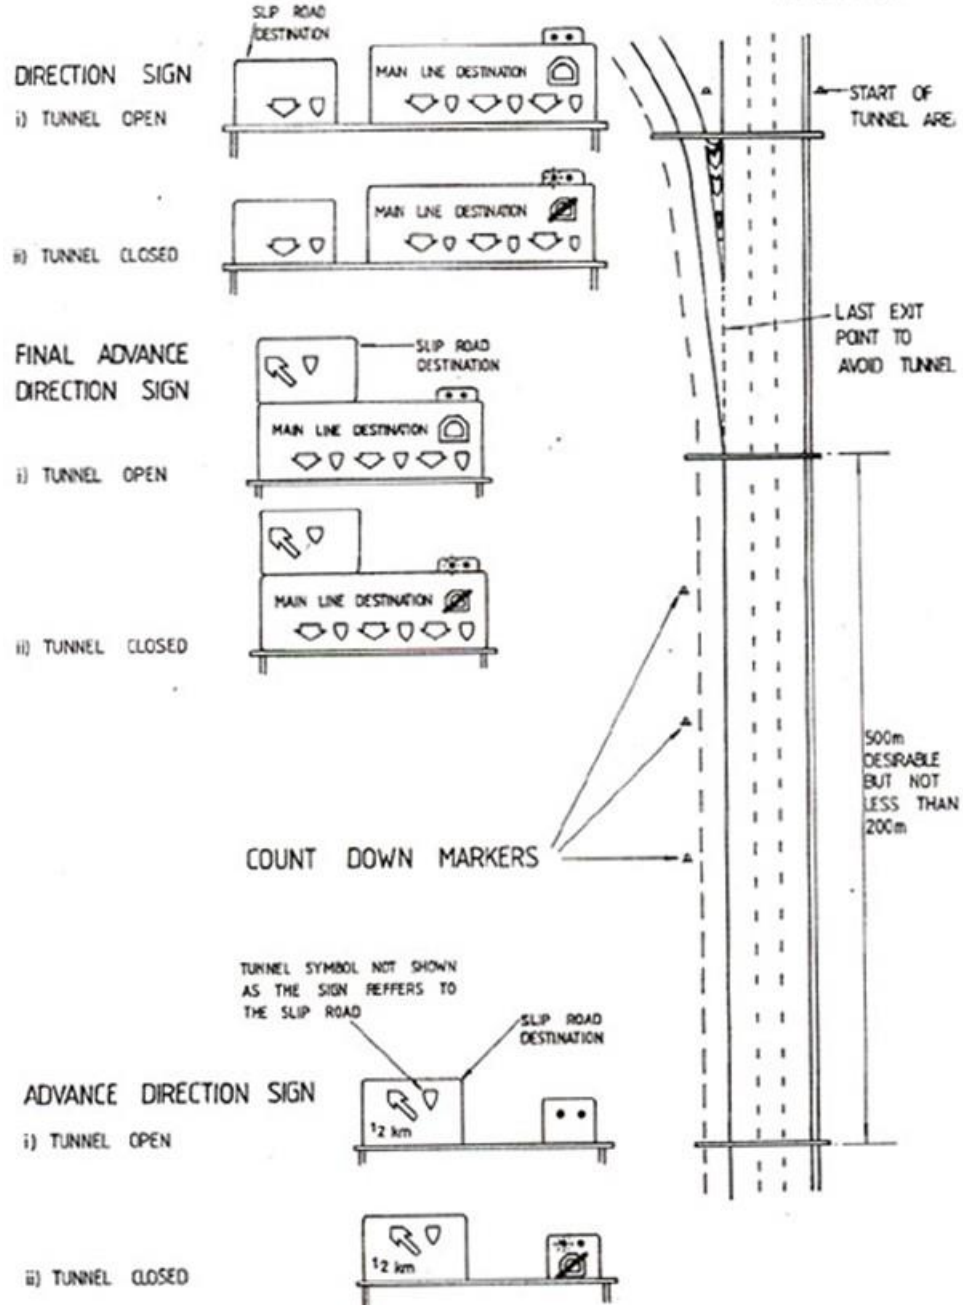 SLIP ROAD
DESTINATION
DIRECTION SIGN
i) TUNNEL OPEN
MAIN LINE DESTINATION
START OF
TUNNEL AREA
ii) TUNNEL CLOSED
MAIN LINE DESTINATION
LAST EXIT
POINT TO
AVOID TUNNEL
FINAL ADVANCE
DIRECTION SIGN
SLIP ROAD
DESTINATION
MAIN LINE DESTINATION
i) TUNNEL OPEN
MAIN LINE DESTINATION
ii) TUNNEL CLOSED
500m
DESIRABLE
BUT NOT
LESS THAN
200m
COUNT DOWN MARKERS
TUNNEL SYMBOL NOT SHOWN
AS THE SIGN REFFERS TO
THE SLIP ROAD
SLIP ROAD
DESTINATION
ADVANCE DIRECTION SIGN
i) TUNNEL OPEN
1/2 km
ii) TUNNEL CLOSED
1/2 km